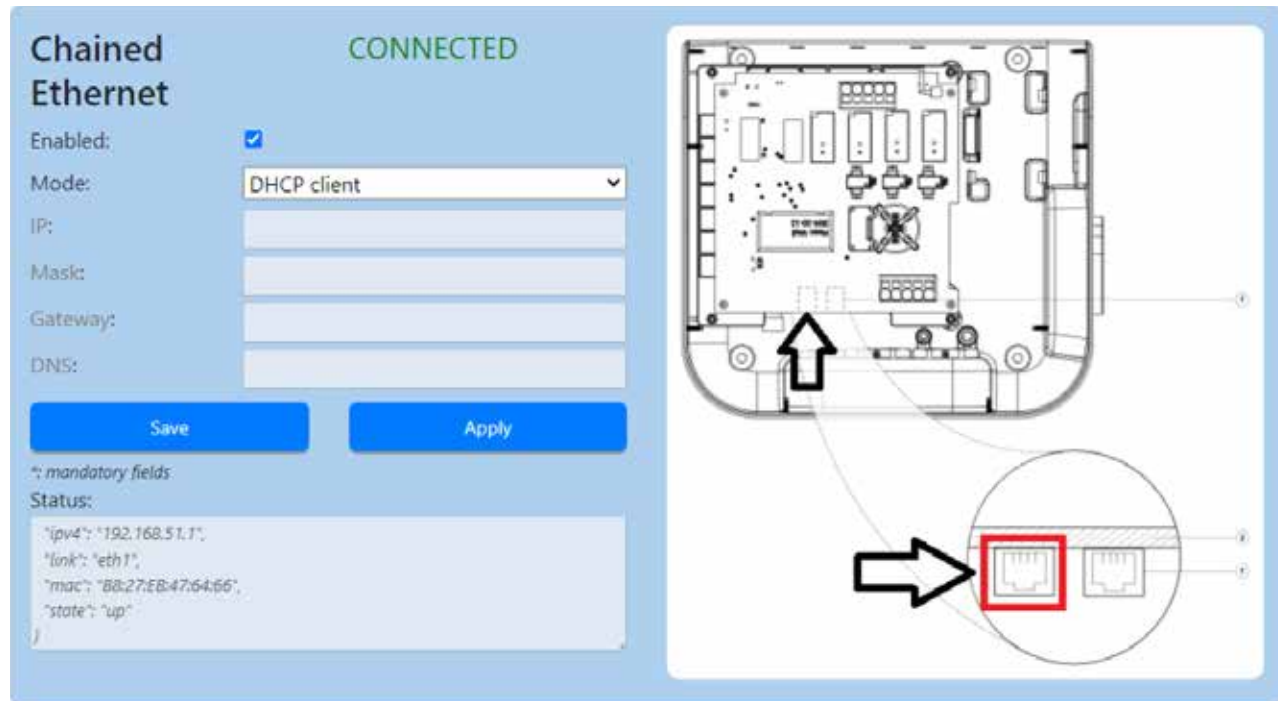 Chained
Ethernet
CONNECTED
Enabled:
Mode:
DHCP client
IP:
Mask:
Gateway:
DNS:
Save
Apply
*: mandatory fields
Status:
"ipv4": "192.168.51.1",
"link": "eth1",
"mac": "B8:27:EB:47:64:66",
"state": "up"
}